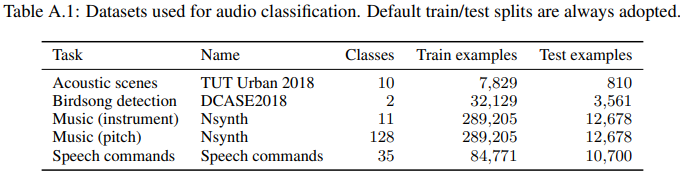 Table A.1: Datasets used for audio classification. Default train/test splits are always adopted.
Task Name Classes Train examples Test examples
Acoustic scenes TUT Urban 2018 10 7,829 810
Birdsong detection DCASE2018 2 32,129 3,561
Music (instrument) Nsynth 11 289,205 12,678
Music (pitch) Nsynth 128 289,205 12,678
Speech commands Speech commands 35 84,771 10,700